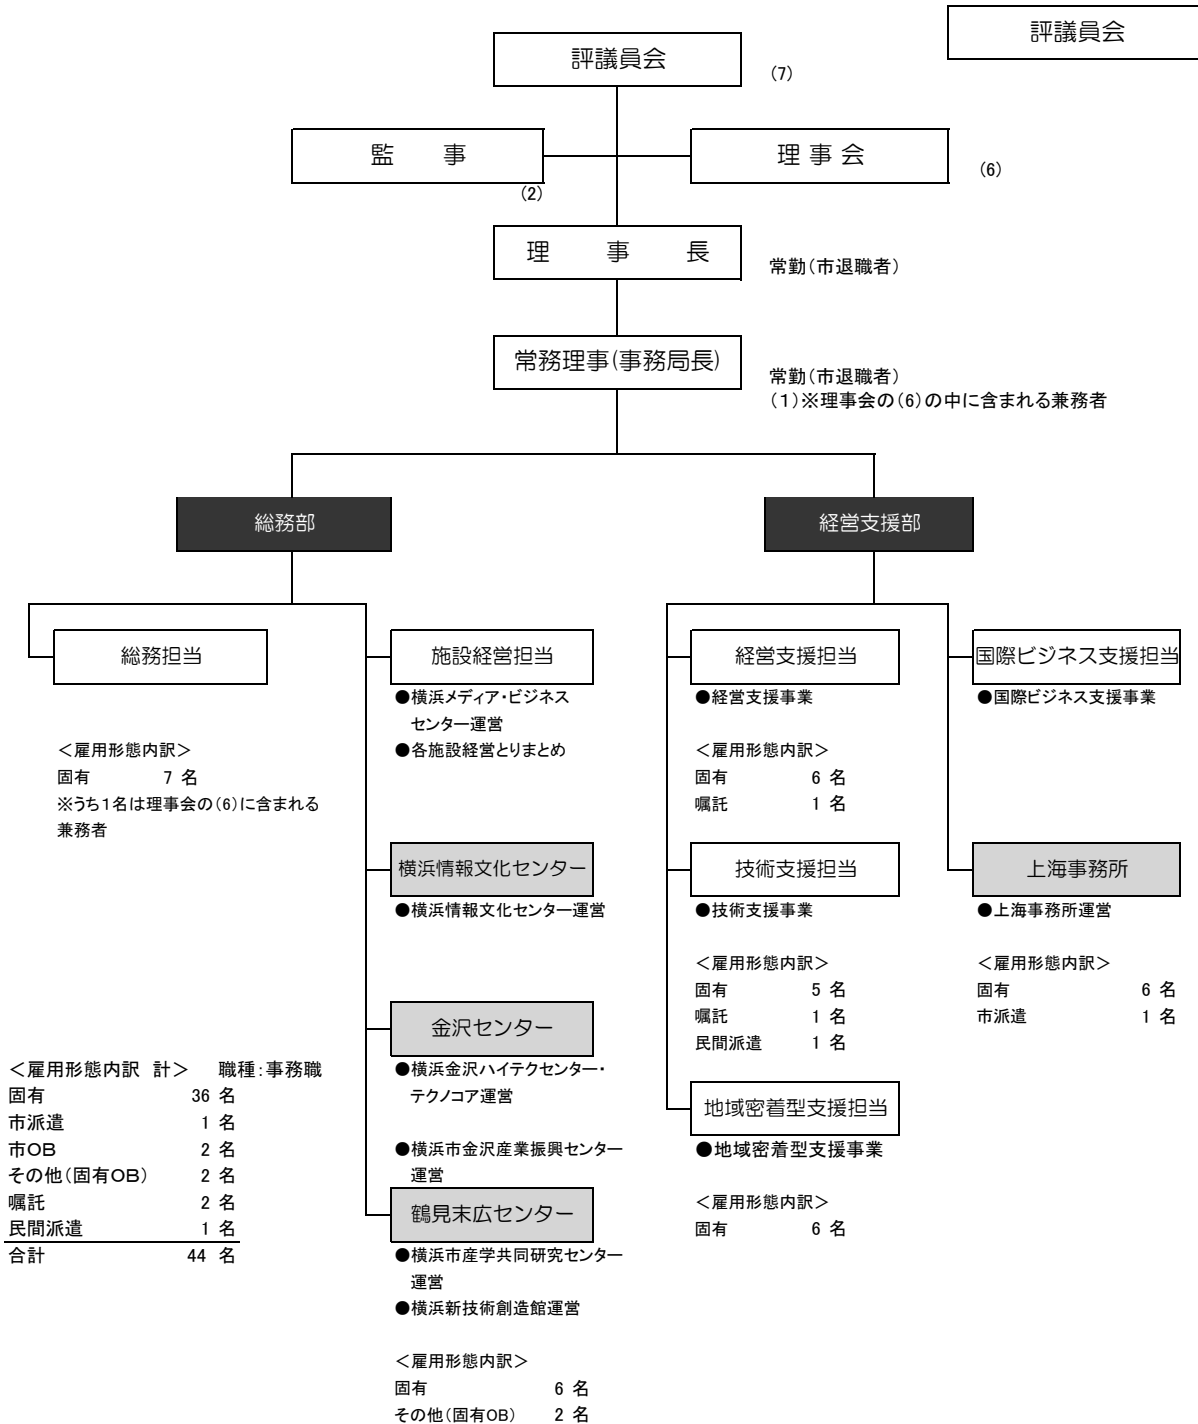 評議員会
評議員会
(7)
監　　事
(2)
理 事 会
(6)
理　　事　　長
常勤(市退職者)
常務理事(事務局長)
常勤(市退職者)
(1)※理事会の(6)の中に含まれる兼務者
総務部
経営支援部
総務担当
＜雇用形態内訳＞
固有　7 名
※うち1名は理事会の(6)に含まれる
兼務者
＜雇用形態内訳 計＞　職種:事務職
固有　36 名
市派遣　1 名
市OB　2 名
その他(固有OB)　2 名
嘱託　2 名
民間派遣　1 名
合計　44 名
施設経営担当
●横浜メディア・ビジネス
センター運営
●各施設経営とりまとめ
横浜情報文化センター
●横浜情報文化センター運営
金沢センター
●横浜金沢ハイテクセンター・
テクノコア運営
●横浜市金沢産業振興センター
運営
鶴見末広センター
●横浜市産学共同研究センター
運営
●横浜新技術創造館運営
＜雇用形態内訳＞
固有　6 名
その他(固有OB)　2 名
経営支援担当
●経営支援事業
＜雇用形態内訳＞
固有　6 名
嘱託　1 名
技術支援担当
●技術支援事業
＜雇用形態内訳＞
固有　5 名
嘱託　1 名
民間派遣　1 名
地域密着型支援担当
●地域密着型支援事業
＜雇用形態内訳＞
固有　6 名
国際ビジネス支援担当
●国際ビジネス支援事業
上海事務所
●上海事務所運営
＜雇用形態内訳＞
固有　6 名
市派遣　1 名